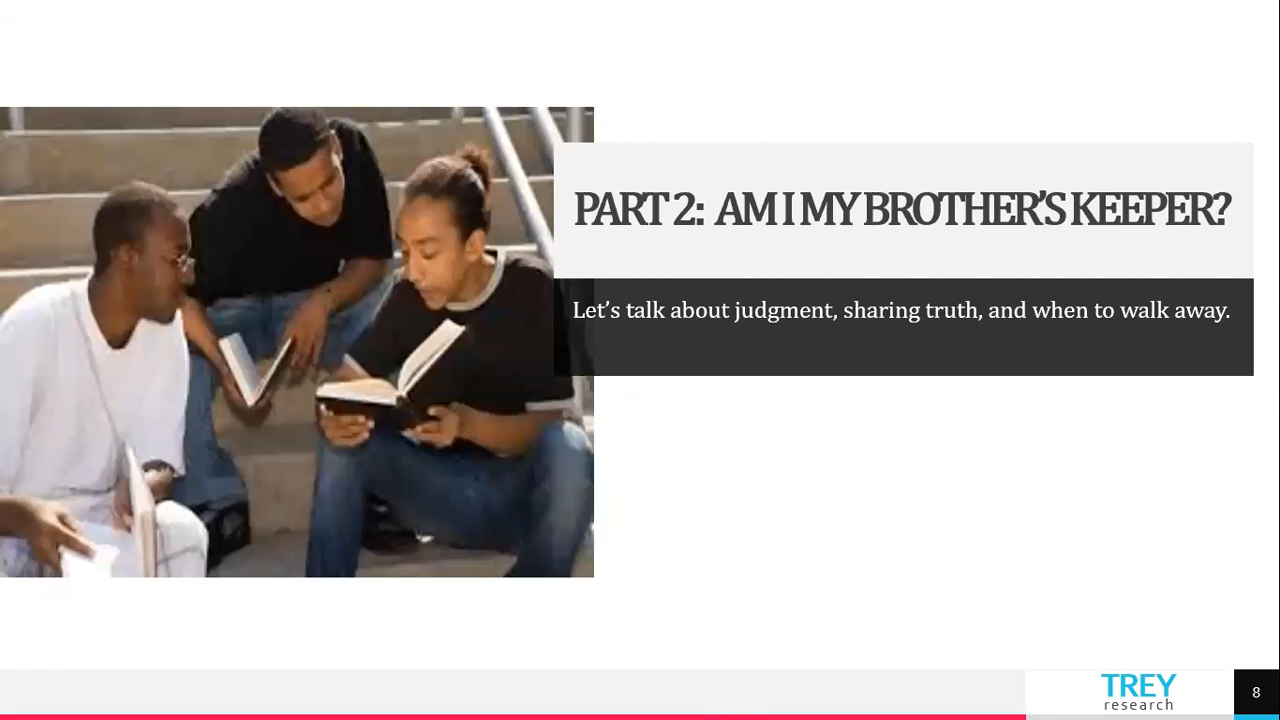 PART 2: AM I MY BROTHER'S KEEPER?
Let's talk about judgment, sharing truth, and when to walk away.
TREY
research
8